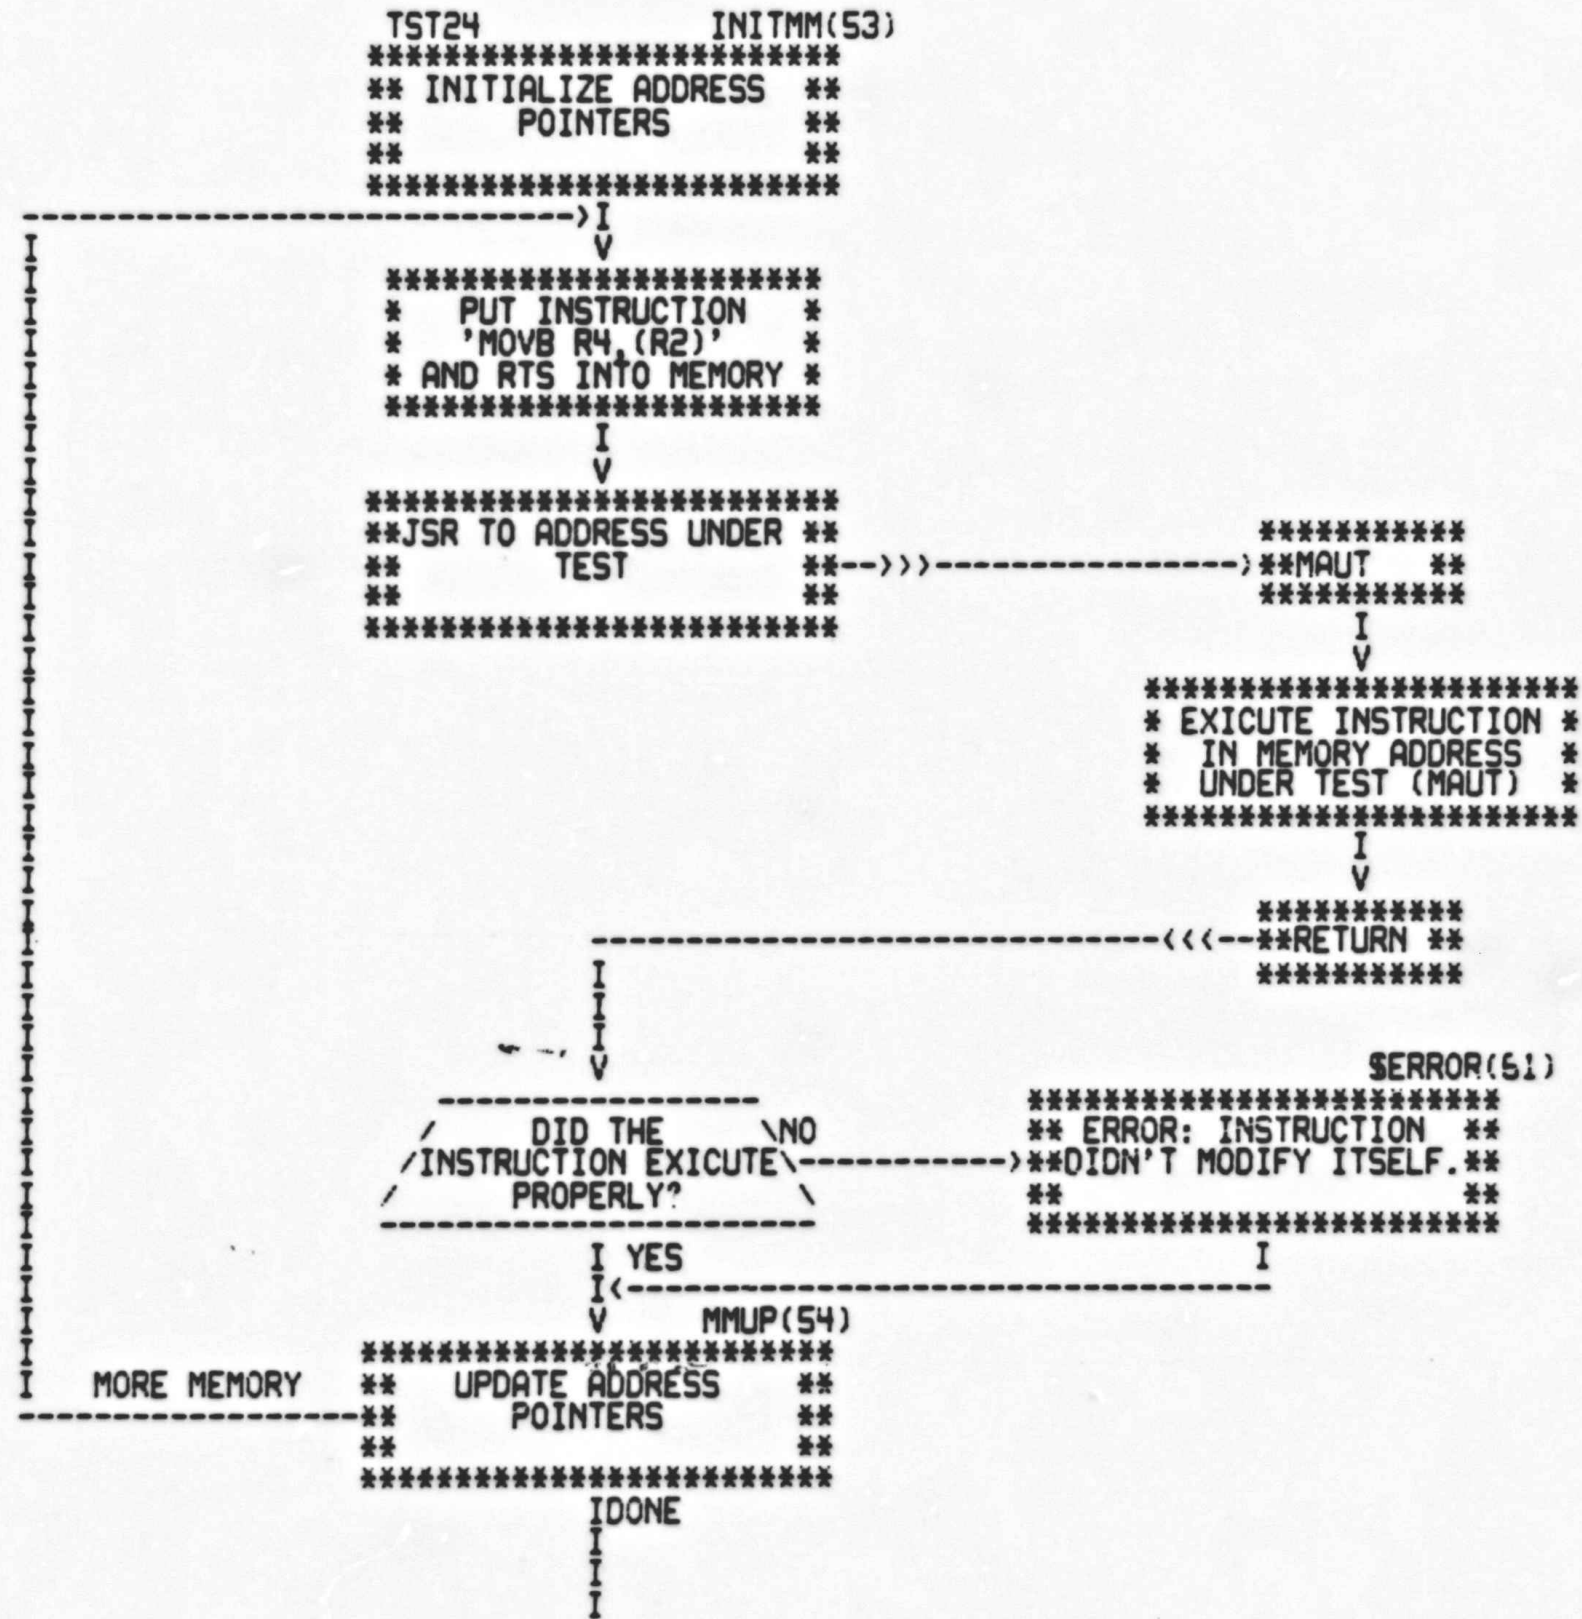 TST24 INITMM(53)
************************
** INITIALIZE ADDRESS **
** POINTERS **
** **
************************
----------------------------->I
V
**********************
* PUT INSTRUCTION *
* 'MOVB R4,(R2)' *
* AND RTS INTO MEMORY *
**********************
I
V
************************
**JSR TO ADDRESS UNDER **
** TEST **-->>>---------------->**MAUT **
** **
************************
I
V
**********************
* EXICUTE INSTRUCTION *
* IN MEMORY ADDRESS *
* UNDER TEST (MAUT) *
**********************
I
V
***********
------------------------------<<<--**RETURN **
***********
I
I
I
V
$ERROR(61)
/ DID THE \NO ** ERROR: INSTRUCTION **
/INSTRUCTION EXICUTE\----------->**DIDN'T MODIFY ITSELF.**
/ PROPERLY? \ ** **
I YES I
I<----------------------------------
V MMUP(54)
************************
I MORE MEMORY ** UPDATE ADDRESS **
------------------** POINTERS **
** **
************************
IDONE
I
I
I